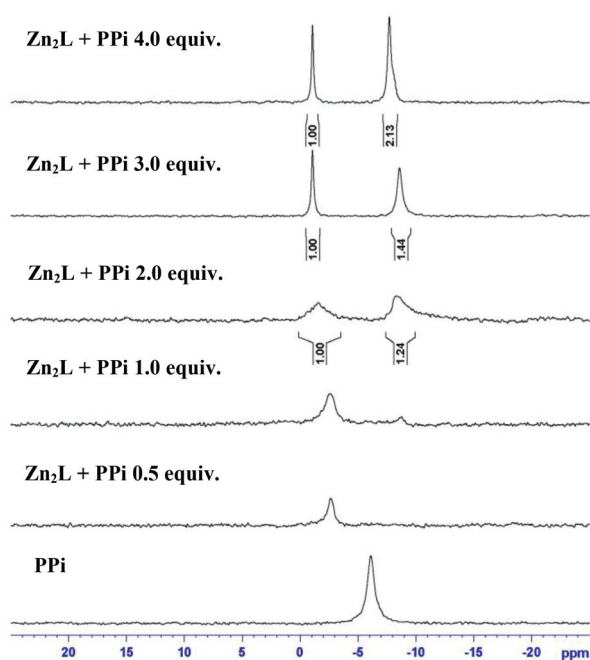 Zn₂L + PPi 4.0 equiv.
1.00 2.13
Zn₂L + PPi 3.0 equiv.
1.00 1.44
Zn₂L + PPi 2.0 equiv.
1.00 1.24
Zn₂L + PPi 1.0 equiv.
Zn₂L + PPi 0.5 equiv.
PPi
20 15 10 5 0 -5 -10 -15 -20 ppm